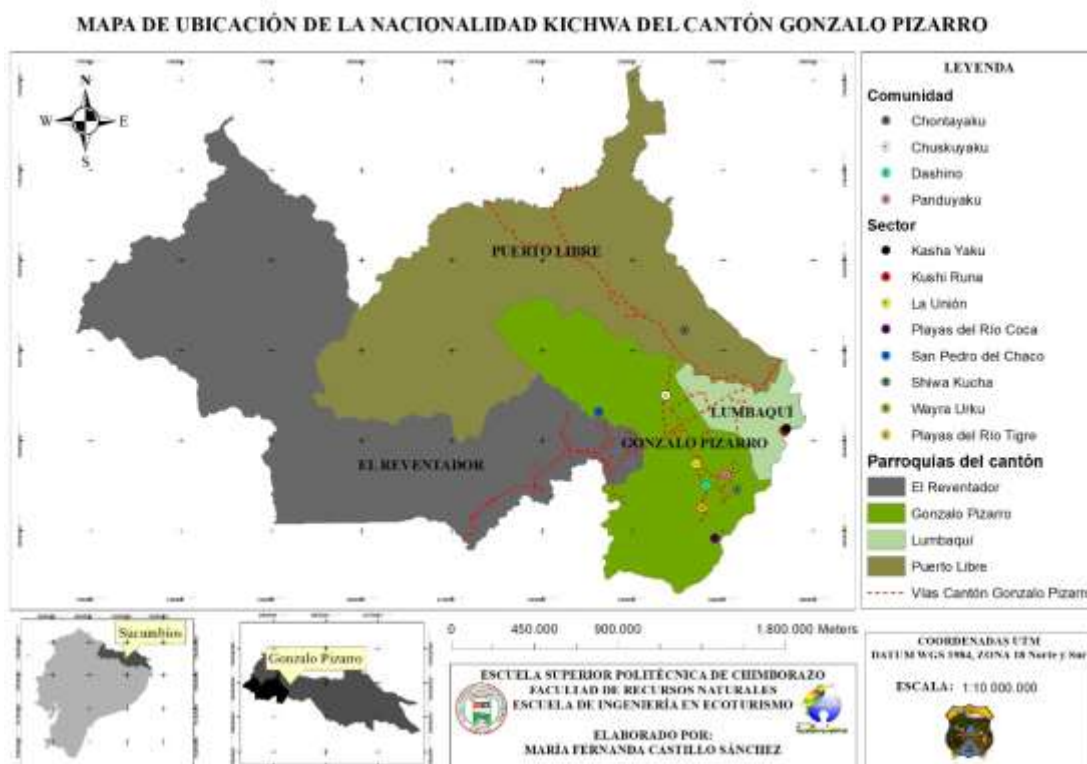 MAPA DE UBICACIÓN DE LA NACIONALIDAD KICHWA DEL CANTÓN GONZALO PIZARRO
N
W E
S
PUERTO LIBRE
LUMBAQUÍ
GONZALO PIZARRO
EL REVENTADOR
LEYENDA
Comunidad
Chontayaku
Chuskuyaku
Dashino
Panduyaku
Sector
Kasha Yaku
Kushi Runa
La Unión
Playas del Río Coca
San Pedro del Chaco
Shiwa Kucha
Wayra Urku
Playas del Río Tigre
Parroquias del cantón
El Reventador
Gonzalo Pizarro
Lumbaquí
Puerto Libre
Vías Cantón Gonzalo Pizarr
Sucumbíos
Gonzalo Pizarro
0 450.000 900.000 1.800.000 Meters
ESCUELA SUPERIOR POLITÉCNICA DE CHIMBORAZO
FACULTAD DE RECURSOS NATURALES
ESCUELA DE INGENIERÍA EN ECOTURISMO
ELABORADO POR:
MARÍA FERNANDA CASTILLO SÁNCHEZ
COORDENADAS UTM
DATUM WGS 1984, ZONA 18 Norte y Sur
ESCALA: 1:10.000.000